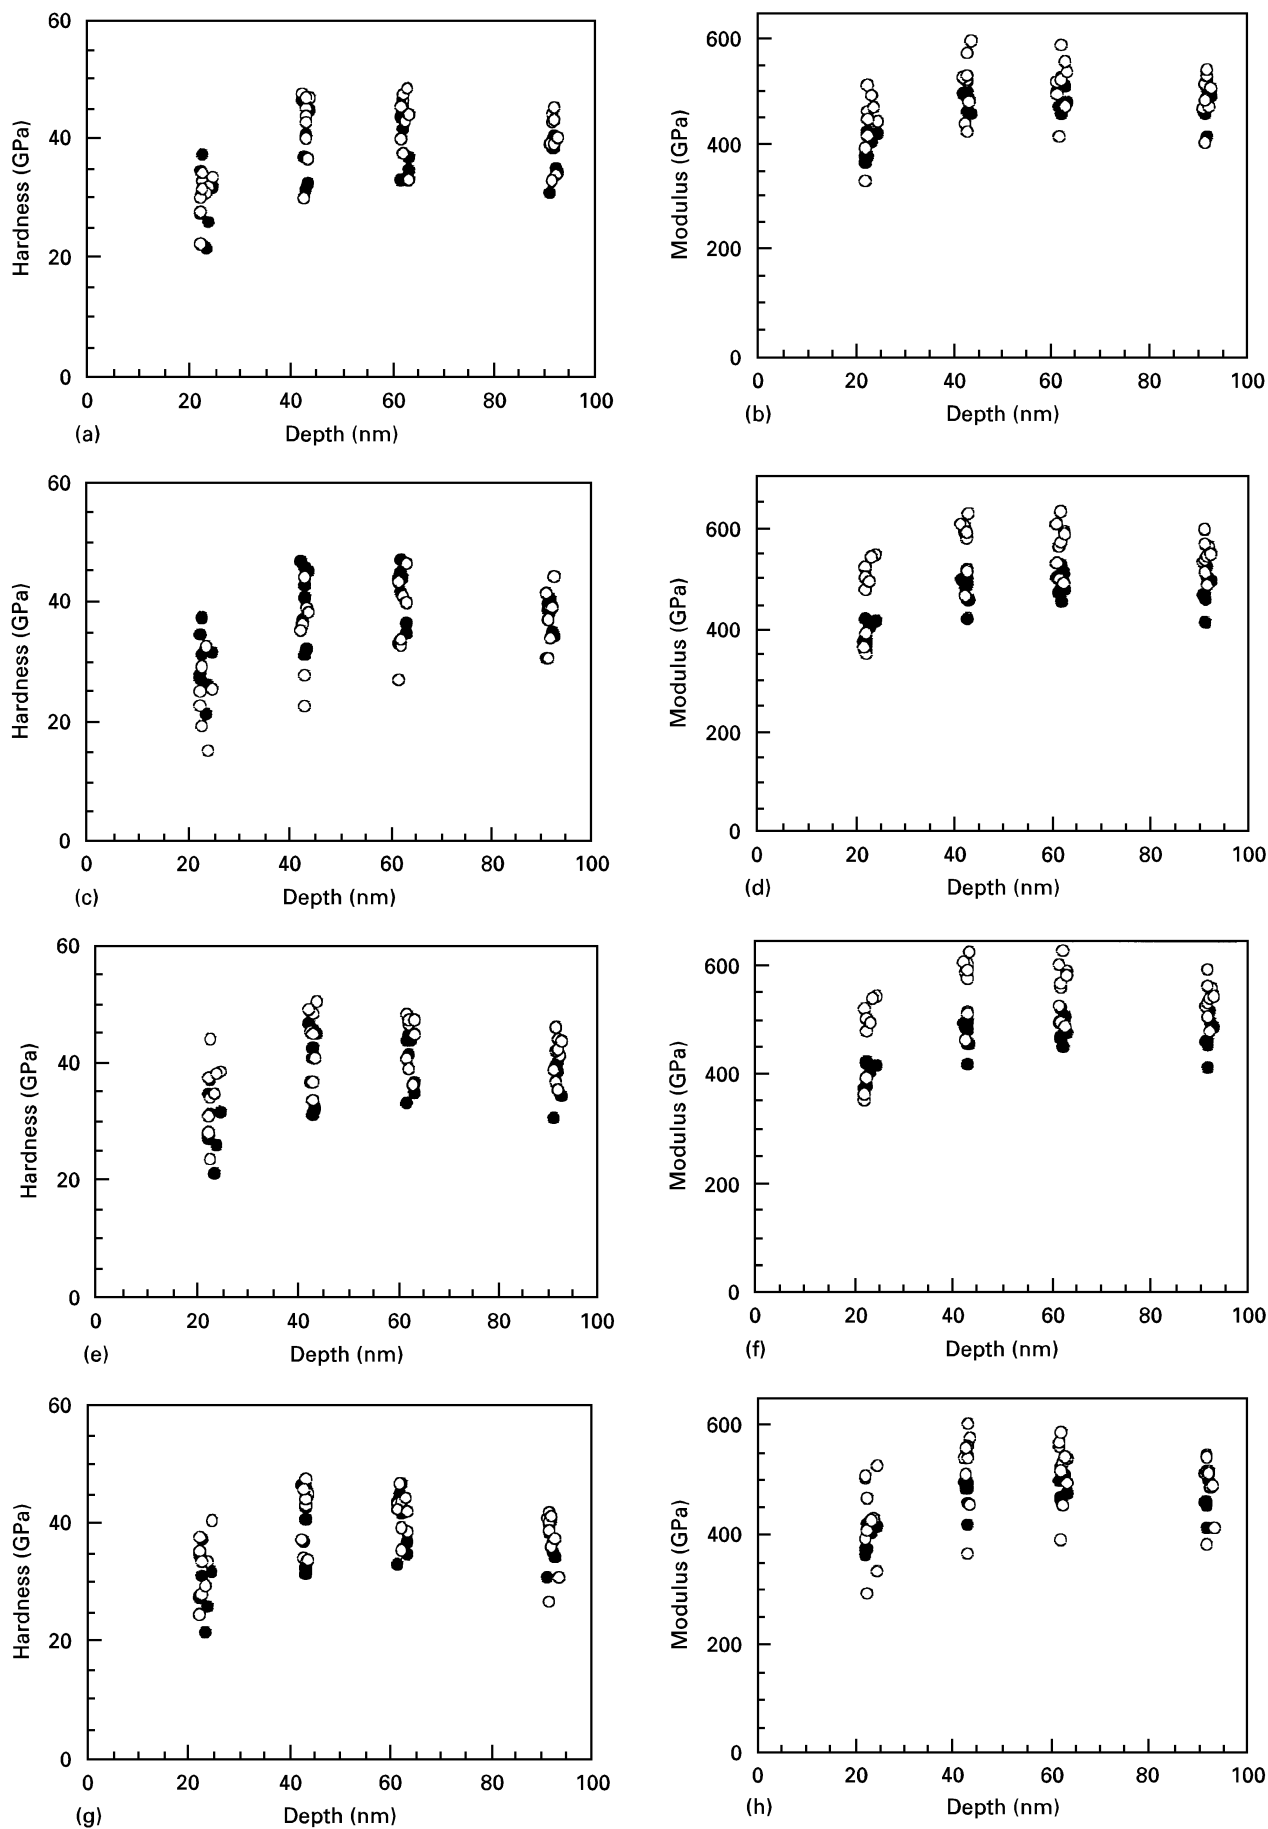 60
40
20
0
Hardness (GPa)
0 20 40 60 80 100
(a) Depth (nm)
600
400
200
0
Modulus (GPa)
0 20 40 60 80 100
(b) Depth (nm)
60
40
20
0
Hardness (GPa)
0 20 40 60 80 100
(c) Depth (nm)
600
400
200
0
Modulus (GPa)
0 20 40 60 80 100
(d) Depth (nm)
60
40
20
0
Hardness (GPa)
0 20 40 60 80 100
(e) Depth (nm)
600
400
200
0
Modulus (GPa)
0 20 40 60 80 100
(f) Depth (nm)
60
40
20
0
Hardness (GPa)
0 20 40 60 80 100
(g) Depth (nm)
600
400
200
0
Modulus (GPa)
0 20 40 60 80 100
(h) Depth (nm)